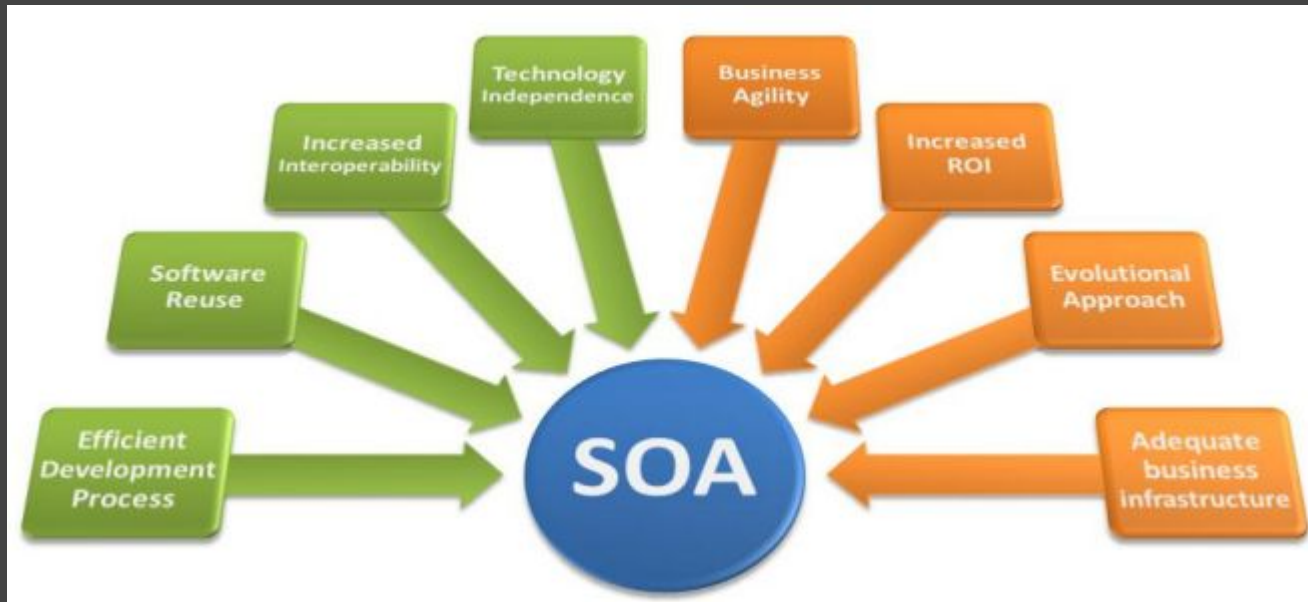 Technology
Independence
Business
Agility
Increased
Interoperability
Increased
ROI
Software
Reuse
Evolutional
Approach
Efficient
Development
Process
SOA
Adequate
business
infrastructure